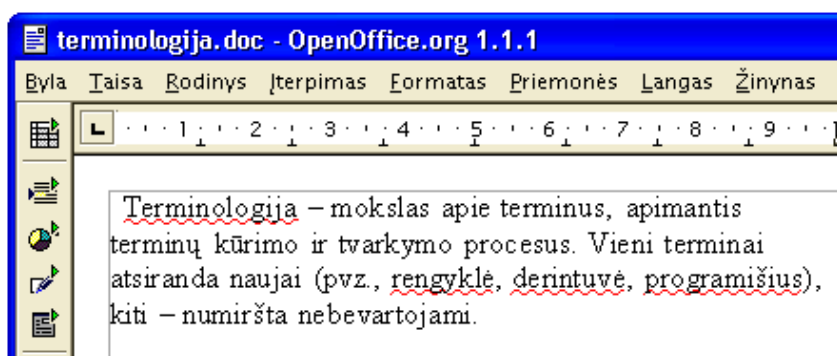 terminologija.doc - OpenOffice.org 1.1.1
Byla Taisa Rodinys Įterpimas Formatas Priemonės Langas Žinynas
1 2 3 4 5 6 7 8 9
Terminologija – mokslas apie terminus, apimantis
terminų kūrimo ir tvarkymo procesus. Vieni terminai
atsiranda naujai (pvz., rengyklė, derintuvė, programišius),
kiti – numiršta nebevartojami.